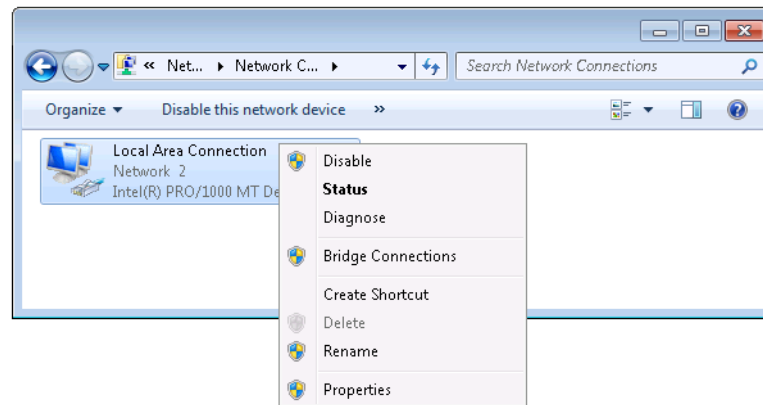 « Net... ▸ Network C... ▸
Search Network Connections
Organize Disable this network device »
Local Area Connection
Network 2
Intel(R) PRO/1000 MT De
Disable
Status
Diagnose
Bridge Connections
Create Shortcut
Delete
Rename
Properties